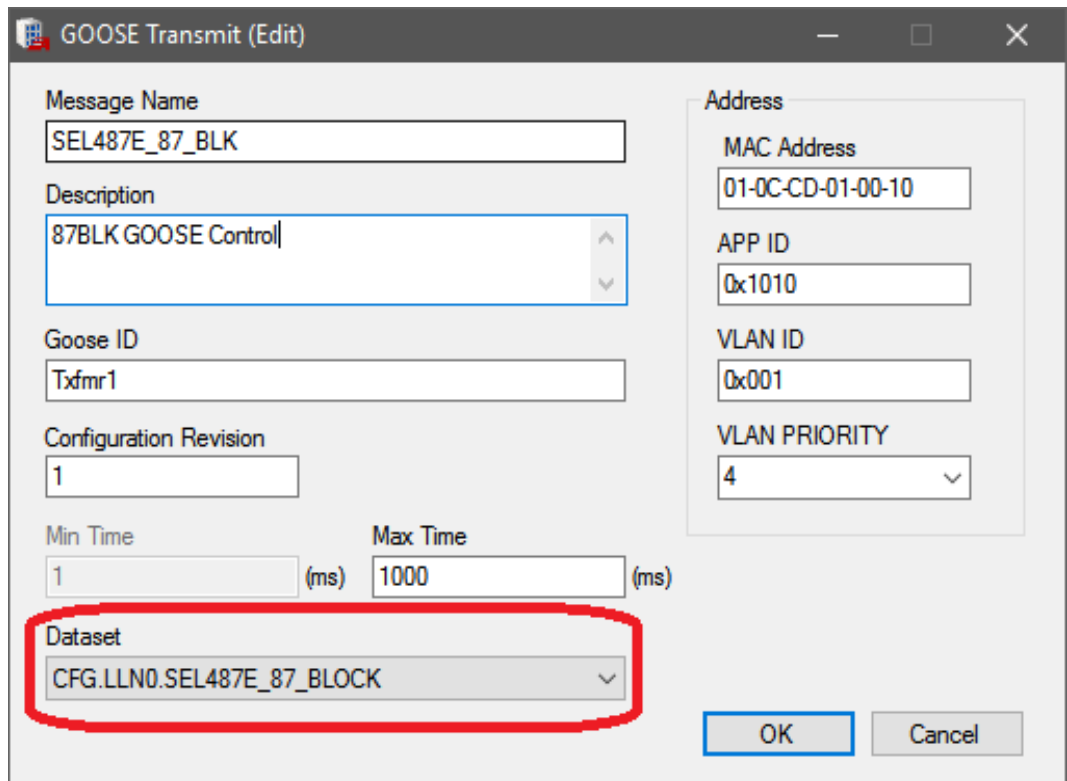 GOOSE Transmit (Edit)
Message Name
SEL487E_87_BLK
Description
87BLK GOOSE Control
Goose ID
Txfmr1
Configuration Revision
1
Min Time
1 (ms)
Max Time
1000 (ms)
Dataset
CFG.LLN0.SEL487E_87_BLOCK
Address
MAC Address
01-0C-CD-01-00-10
APP ID
0x1010
VLAN ID
0x001
VLAN PRIORITY
4
OK
Cancel